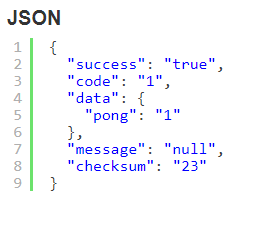 JSON
1 {
2   "success": "true",
3   "code": "1",
4   "data": {
5     "pong": "1"
6   },
7   "message": "null",
8   "checksum": "23"
9 }